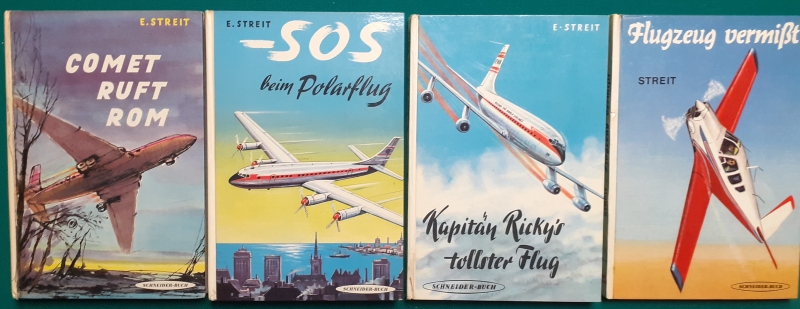 E. STREIT
COMET
RUFT
ROM
SCHNEIDER-BUCH
E. STREIT
-SOS
beim Polarflug
SCHNEIDER-BUCH
E-STREIT
Kapitän Ricky's
tollster Flug
SCHNEIDER-BUCH
Flugzeug vermißt
STREIT
SCHNEIDER-BUCH